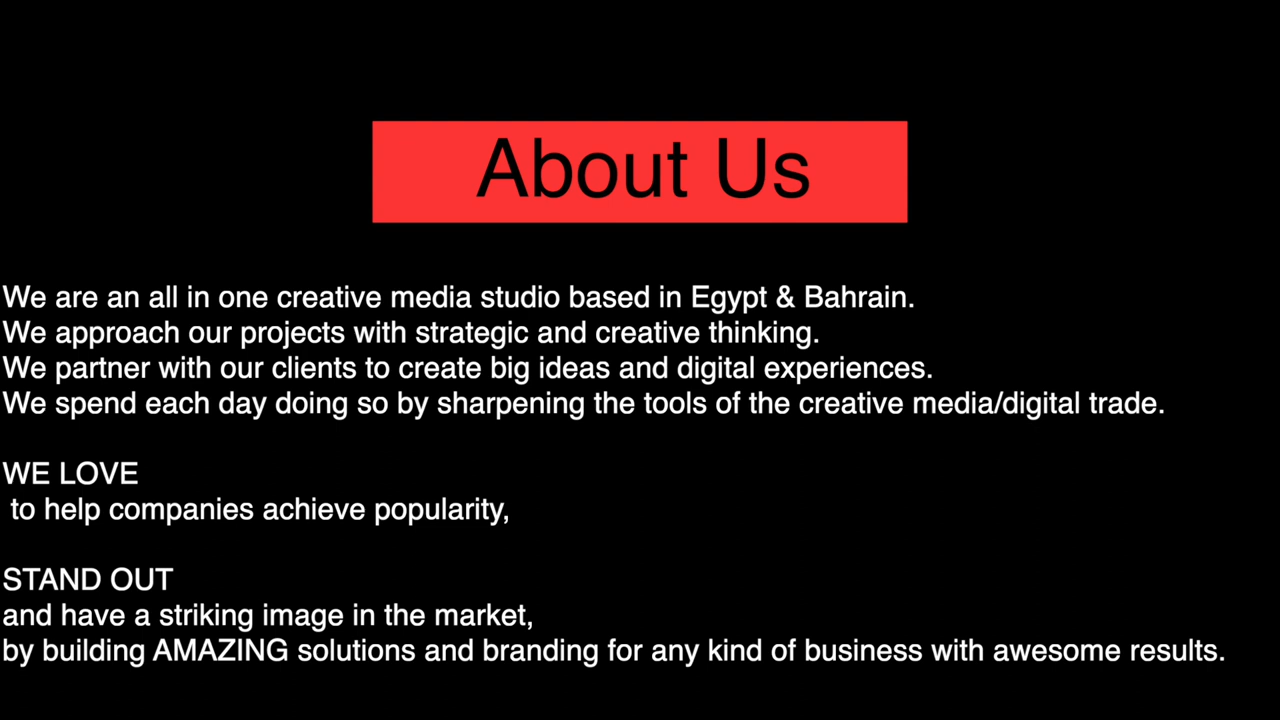 About Us
We are an all in one creative media studio based in Egypt & Bahrain.
We approach our projects with strategic and creative thinking.
We partner with our clients to create big ideas and digital experiences.
We spend each day doing so by sharpening the tools of the creative media/digital trade.
WE LOVE
to help companies achieve popularity,
STAND OUT
and have a striking image in the market,
by building AMAZING solutions and branding for any kind of business with awesome results.